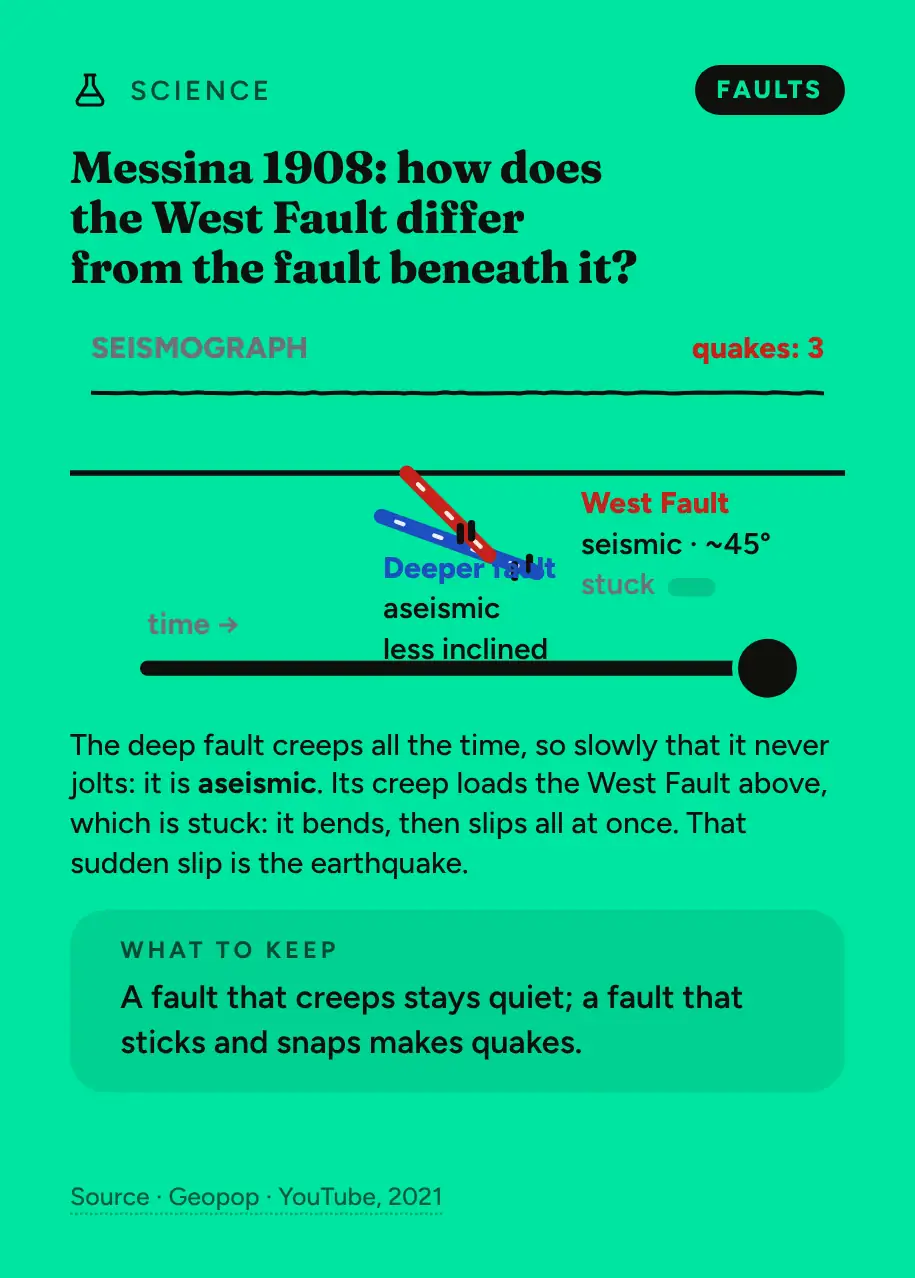 SCIENCE
FAULTS
Messina 1908: how does
the West Fault differ
from the fault beneath it?
SEISMOGRAPH
quakes: 3
West Fault
seismic · ~45°
stuck
Deeper fault
aseismic
less inclined
time →
The deep fault creeps all the time, so slowly that it never
jolts: it is aseismic. Its creep loads the West Fault above,
which is stuck: it bends, then slips all at once. That
sudden slip is the earthquake.
WHAT TO KEEP
A fault that creeps stays quiet; a fault that
sticks and snaps makes quakes.
Source · Geopop · YouTube, 2021